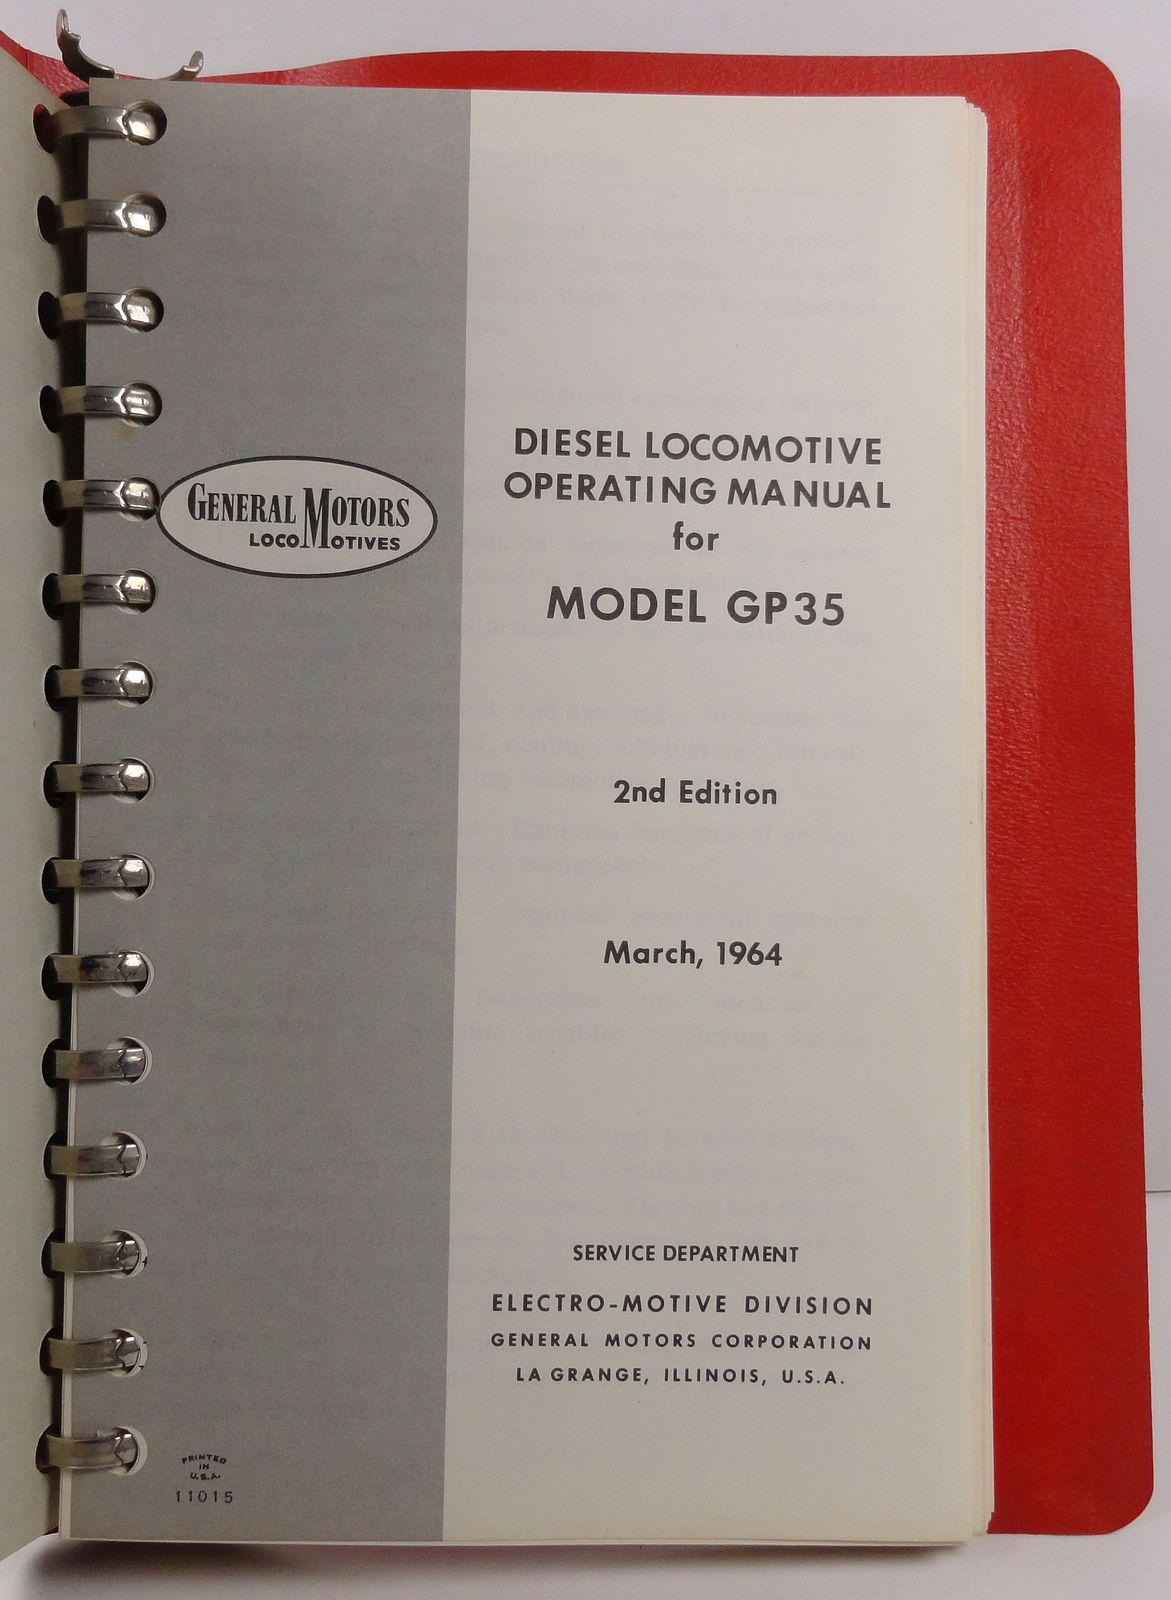 GENERAL MOTORS
LOCOMOTIVES
DIESEL LOCOMOTIVE
OPERATING MANUAL
for
MODEL GP35
2nd Edition
March, 1964
SERVICE DEPARTMENT
ELECTRO-MOTIVE DIVISION
GENERAL MOTORS CORPORATION
LA GRANGE, ILLINOIS, U.S.A.
PRINTED
IN
U.S.A.
11015